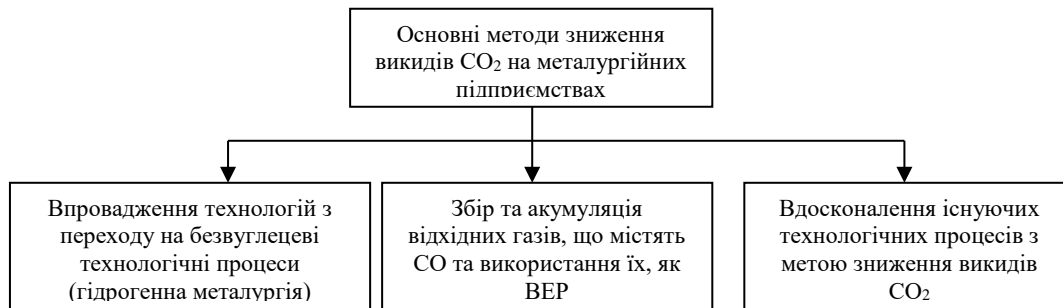 Основні методи зниження
викидів CO₂ на металургійних
підприємствах
Впровадження технологій з
переходу на безвуглецеві
технологічні процеси
(гідрогенна металургія)
Збір та акумуляція
відхідних газів, що містять
СО та використання їх, як
ВЕР
Вдосконалення існуючих
технологічних процесів з
метою зниження викидів
CO₂